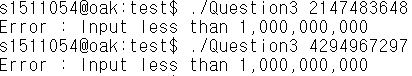 s1511054@oak:test$ ./Question3 2147483648
Error : Input less than 1,000,000,000
s1511054@oak:test$ ./Question3 4294967297
Error : Input less than 1,000,000,000